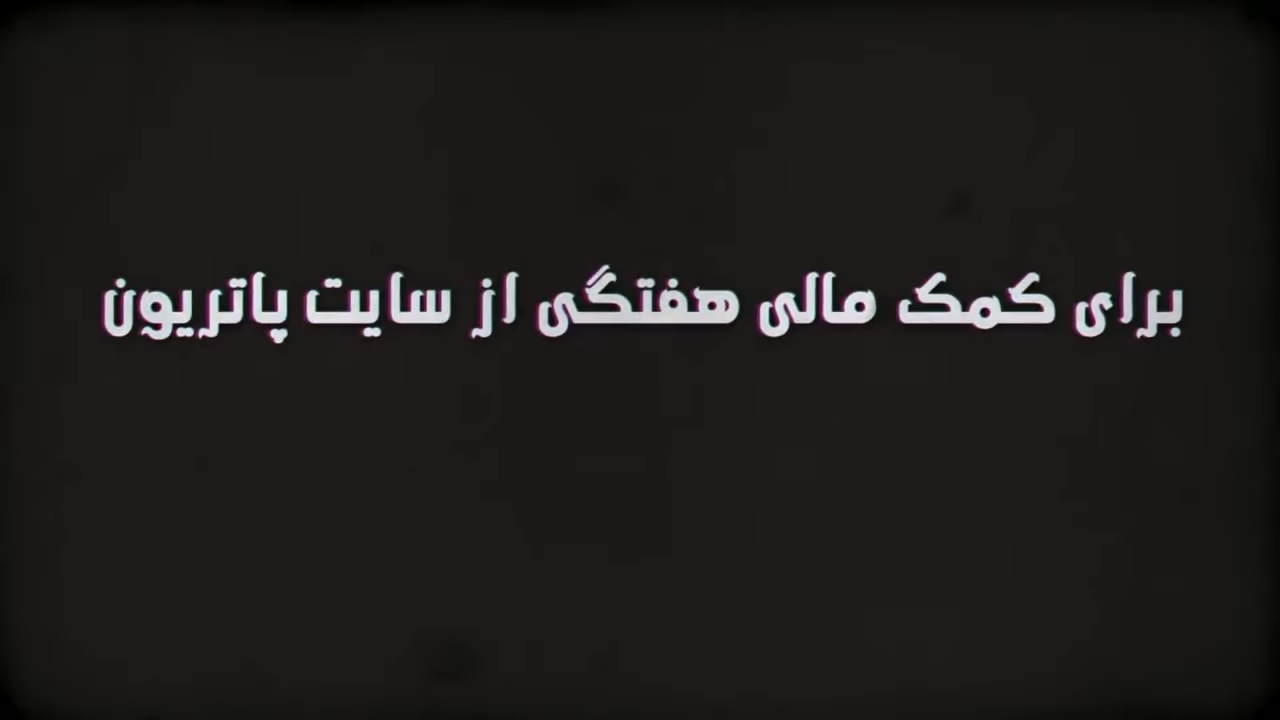 برای کمک مالی هفتگی از سایت پاتریون